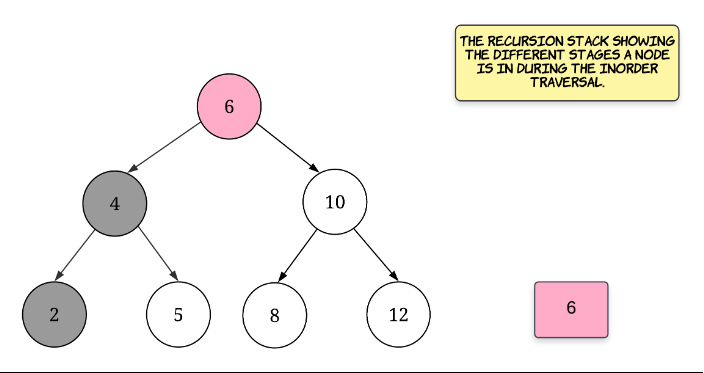 THE RECURSION STACK SHOWING
THE DIFFERENT STAGES A NODE
IS IN DURING THE INORDER
TRAVERSAL.
6
4
10
2
5
8
12
6